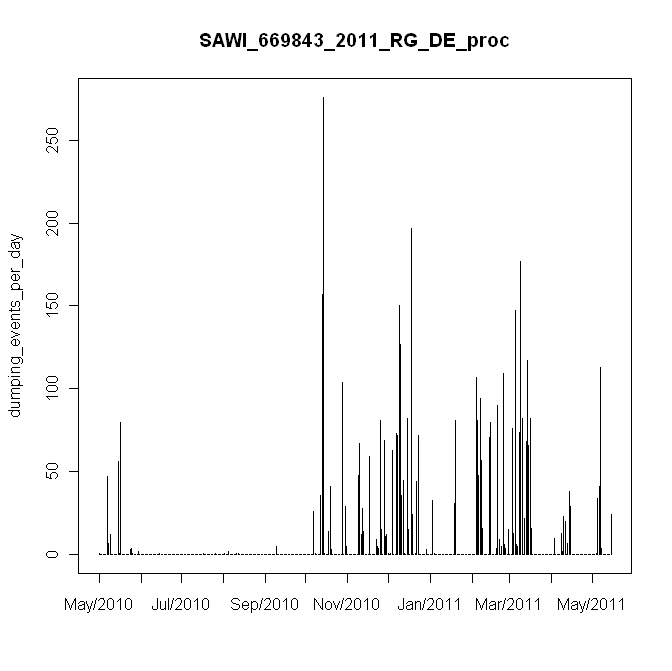 SAWI_669843_2011_RG_DE_proc
dumping_events_per_day
250
200
150
100
50
0
May/2010 Jul/2010 Sep/2010 Nov/2010 Jan/2011 Mar/2011 May/2011